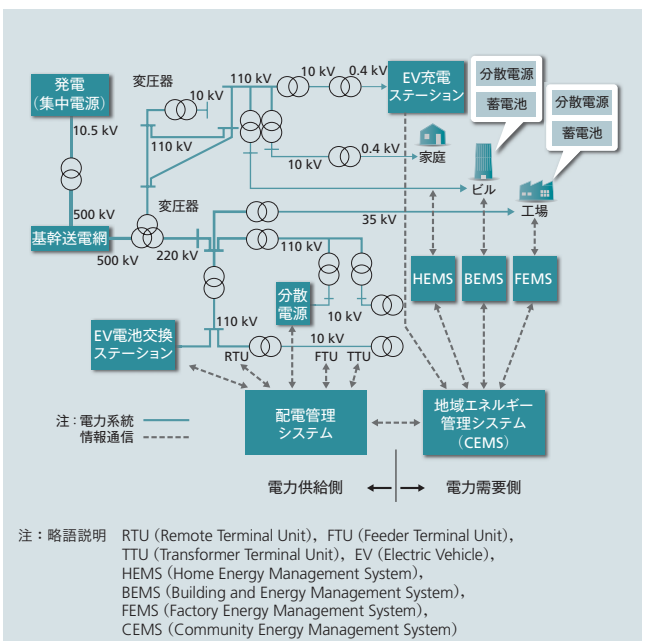 発電
(集中電源)
10.5 kV
500 kV
基幹送電網
500 kV
変圧器
10 kV
110 kV
110 kV
10 kV
0.4 kV
EV充電
ステーション
分散電源
蓄電池
分散電源
蓄電池
10 kV
0.4 kV
家庭
ビル
工場
変圧器
220 kV
35 kV
110 kV
分散
電源
10 kV
HEMS
BEMS
FEMS
EV電池交換
ステーション
110 kV
10 kV
RTU
FTU
TTU
注：電力系統
情報通信
配電管理
システム
地域エネルギー
管理システム
（CEMS）
電力供給側
電力需要側
注：略語説明　RTU（Remote Terminal Unit），FTU（Feeder Terminal Unit），
TTU（Transformer Terminal Unit），EV（Electric Vehicle），
HEMS（Home Energy Management System），
BEMS（Building and Energy Management System），
FEMS（Factory Energy Management System），
CEMS（Community Energy Management System）